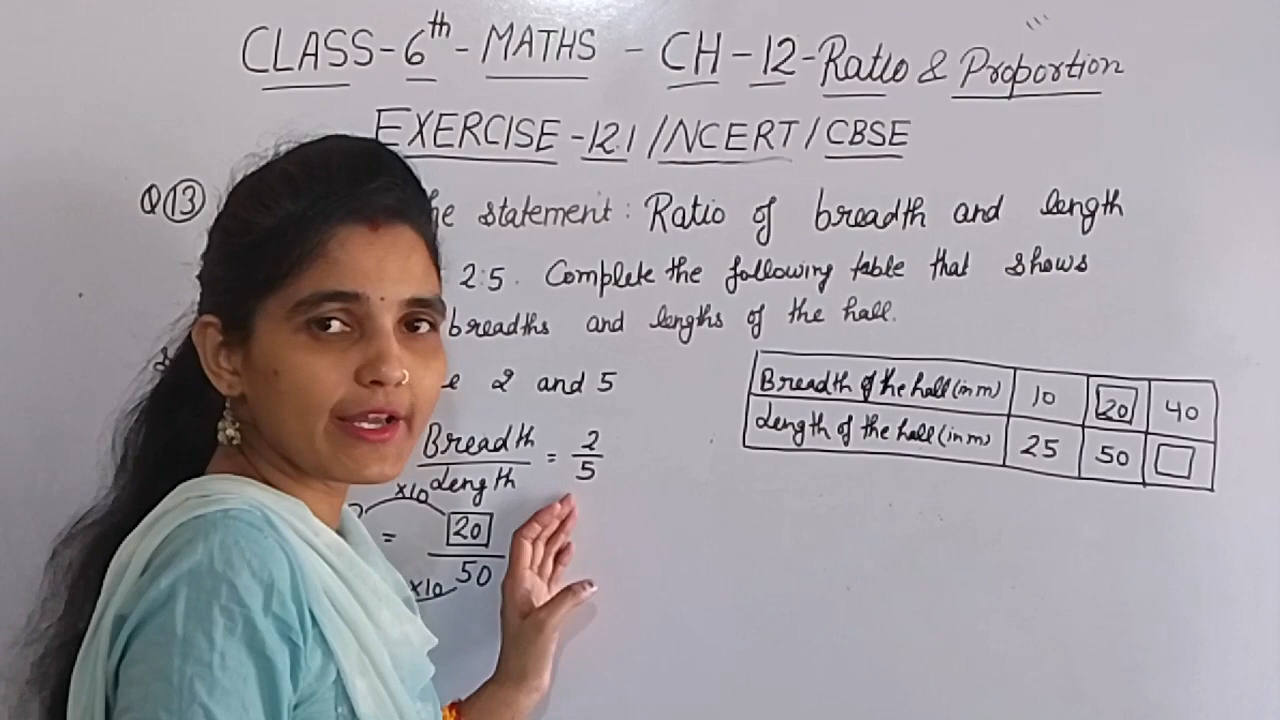 CLASS-6th-MATHS - CH-12-Ratio & Proportion
EXERCISE-12.1/NCERT/CBSE
Q13 he statement: Ratio of breadth and length
2:5. Complete the following table that shows
breadths and lengths of the hall.
e 2 and 5
Breadth of the hall (in m) 10 20 40
Length of the hall (in m) 25 50
Breadth/Length = 2/5
×10
= 20/50
×10